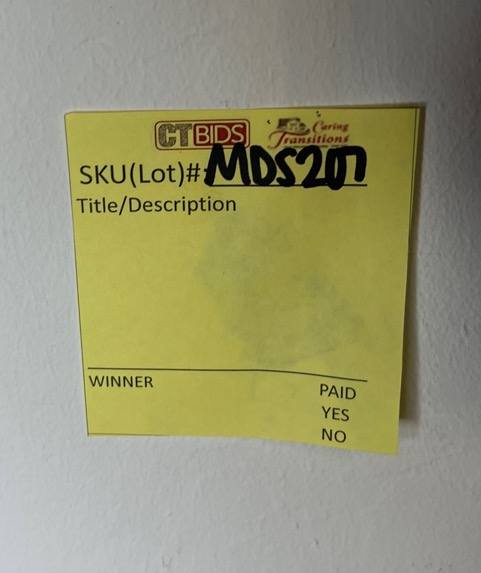 CTBIDS Caring Transitions
SKU(Lot)#: MDS207
Title/Description
WINNER PAID
YES
NO